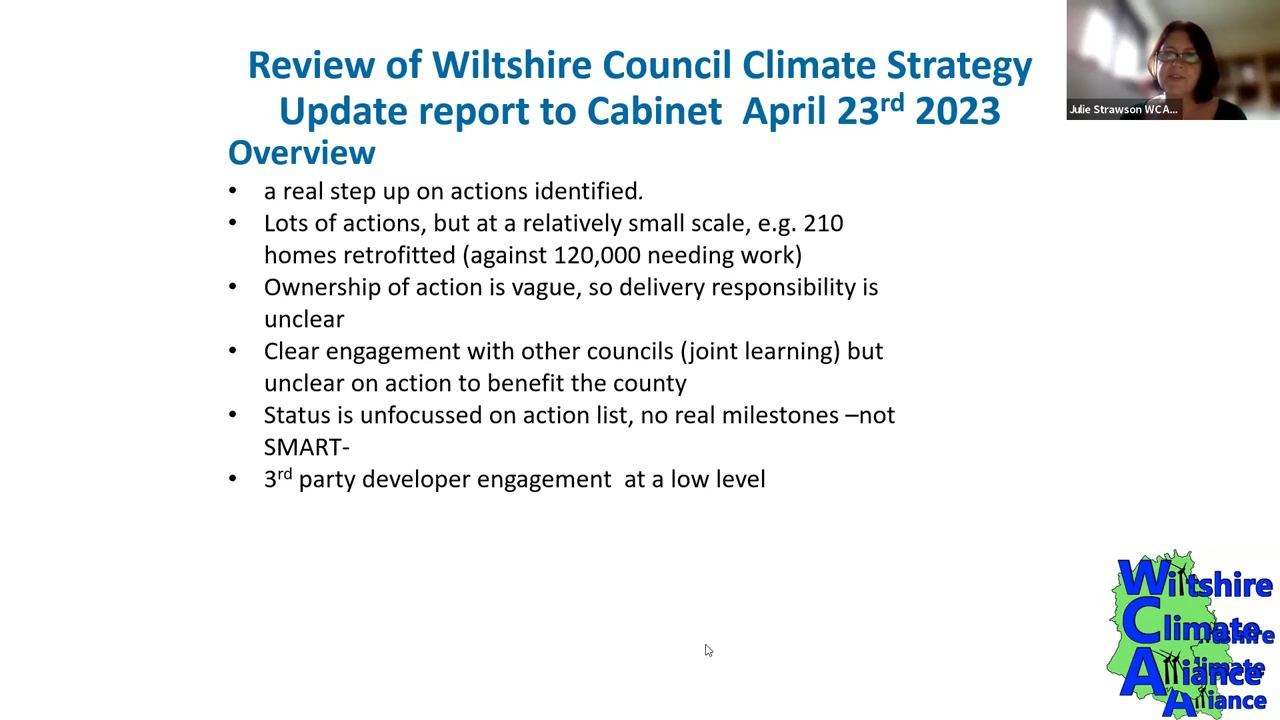 Review of Wiltshire Council Climate Strategy
Update report to Cabinet  April 23rd 2023
Overview
• a real step up on actions identified.
• Lots of actions, but at a relatively small scale, e.g. 210
homes retrofitted (against 120,000 needing work)
• Ownership of action is vague, so delivery responsibility is
unclear
• Clear engagement with other councils (joint learning) but
unclear on action to benefit the county
• Status is unfocussed on action list, no real milestones –not
SMART-
• 3rd party developer engagement  at a low level
Julie Strawson WCA...
Wiltshire
Climate
Alliance